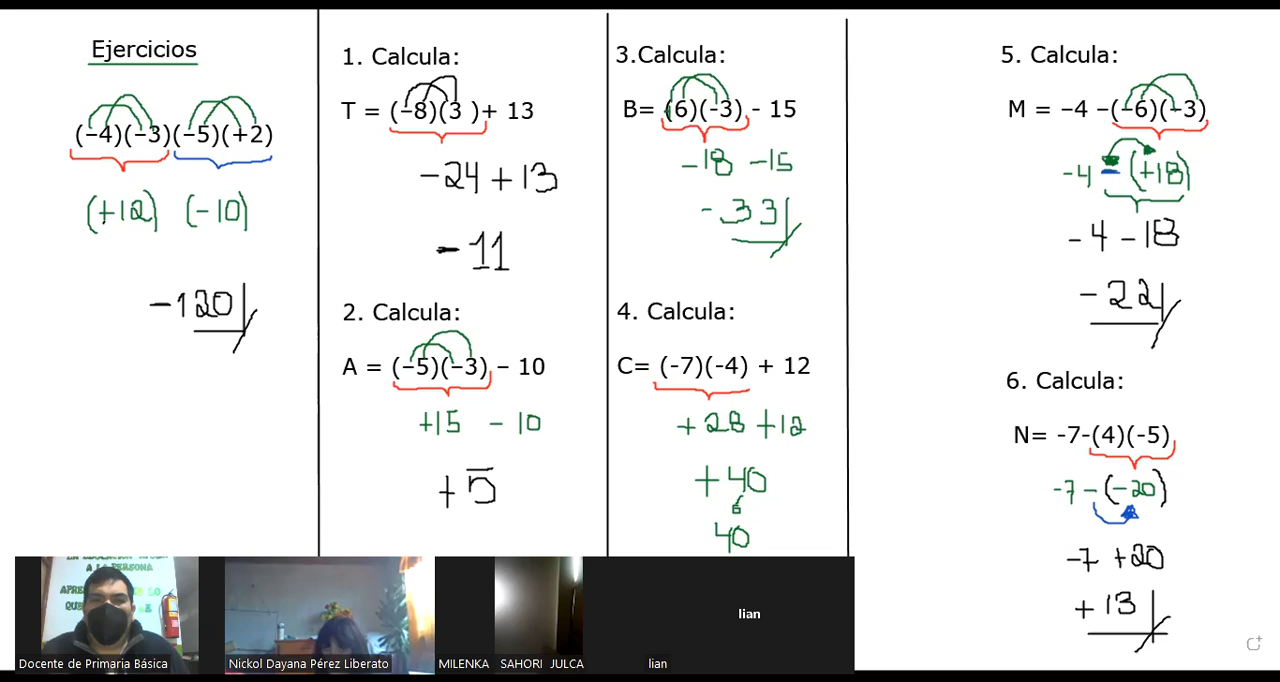 Ejercicios
(-4)(-3)(-5)(+2)
(+12) (-10)
-120
1. Calcula:
T = (-8)(3 )+ 13
-24 + 13
-11
2. Calcula:
A = (-5)(-3) - 10
+15 - 10
+5
3.Calcula:
B= (6)(-3) - 15
-18 -15
-33
4. Calcula:
C= (-7)(-4) + 12
+28 +12
+40
ó
40
5. Calcula:
M = -4 -(-6)(-3)
-4 -(+18)
-4 -18
-22
6. Calcula:
N= -7-(4)(-5)
-7 -(-20)
-7 +20
+13
A LA PERSONA
Docente de Primaria Básica
Nickol Dayana Pérez Liberato
MILENKA SAHORI JULCA
lian
lian